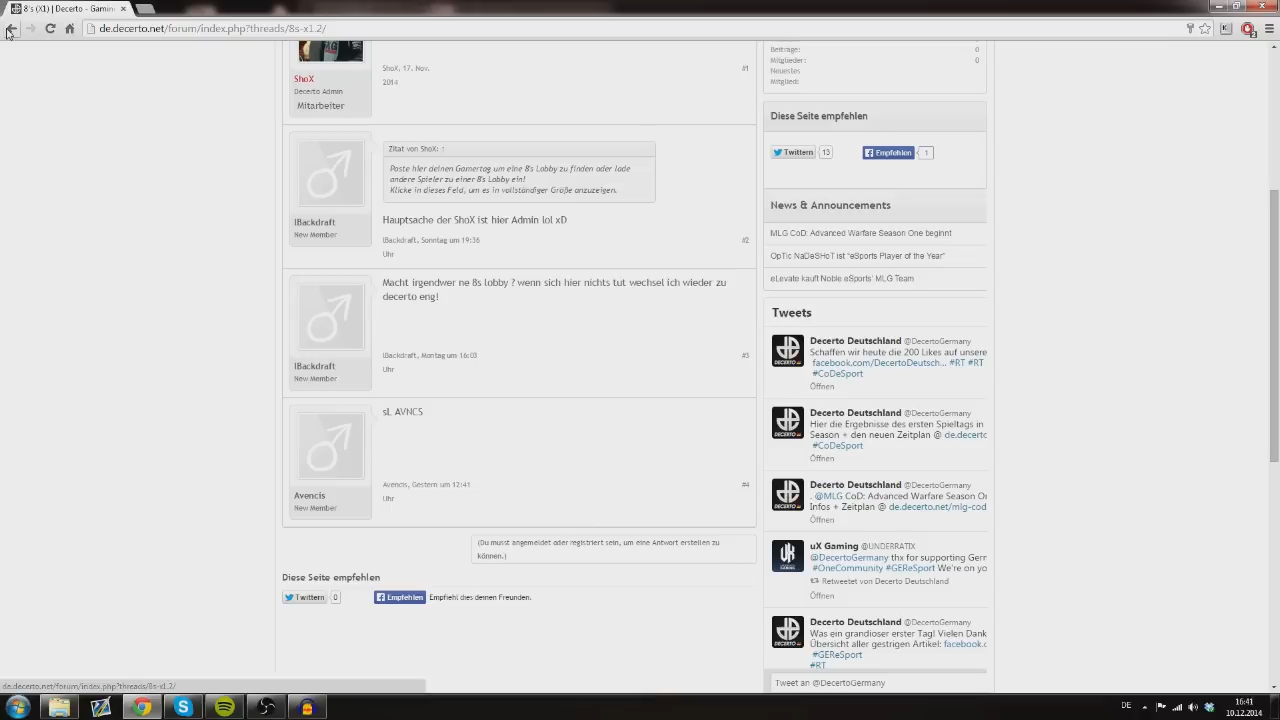 8's (X1) | Decerto - Gamin
de.decerto.net/forum/index.php?threads/8s-x1.2/
ShoX
Decerto Admin
Mitarbeiter
ShoX, 17. Nov.
2014
#1
lBackdraft
New Member
Zitat von ShoX: ↑
Poste hier deinen Gamertag um eine 8's Lobby zu finden oder lade
andere Spieler zu einer 8's Lobby ein!
Klicke in dieses Feld, um es in vollständiger Größe anzuzeigen.
Hauptsache der ShoX ist hier Admin lol xD
lBackdraft, Sonntag um 19:36
Uhr
#2
lBackdraft
New Member
Macht irgendwer ne 8s lobby ? wenn sich hier nichts tut wechsel ich wieder zu
decerto eng!
lBackdraft, Montag um 16:03
Uhr
#3
Avencis
New Member
sL AVNCS
Avencis, Gestern um 12:41
Uhr
#4
(Du musst angemeldet oder registriert sein, um eine Antwort erstellen zu
können.)
Diese Seite empfehlen
Twittern 0
Empfehlen Empfiehl dies deinen Freunden.
Beiträge: 0
Mitglieder: 0
Neuestes
Mitglied:
Diese Seite empfehlen
Twittern 13
Empfehlen 1
News & Announcements
MLG CoD: Advanced Warfare Season One beginnt
OpTic NaDeSHoT ist "eSports Player of the Year"
eLevate kauft Noble eSports' MLG Team
Tweets
Decerto Deutschland @DecertoGermany
Schaffen wir heute die 200 Likes auf unsere
facebook.com/DecertoDeutsch... #RT #RT
#CoDeSport
Öffnen
Decerto Deutschland @DecertoGermany
Hier die Ergebnisse des ersten Spieltags in
Season + den neuen Zeitplan @ de.decerto
#CoDeSport
Öffnen
Decerto Deutschland @DecertoGermany
. @MLG CoD: Advanced Warfare Season On
Infos + Zeitplan @ de.decerto.net/mlg-cod
Öffnen
uX Gaming @UNDERRATIX
@DecertoGermany thx for supporting Germ
#OneCommunity #GEReSport We're on yo
Retweetet von Decerto Deutschland
Öffnen
Decerto Deutschland @DecertoGermany
Was ein grandioser erster Tag! Vielen Dank
Übersicht aller gestrigen Artikel: facebook.c
#GEReSport
#RT
Tweet an @DecertoGermany
de.decerto.net/forum/index.php?threads/8s-x1.2/
DE
16:41
10.12.2014